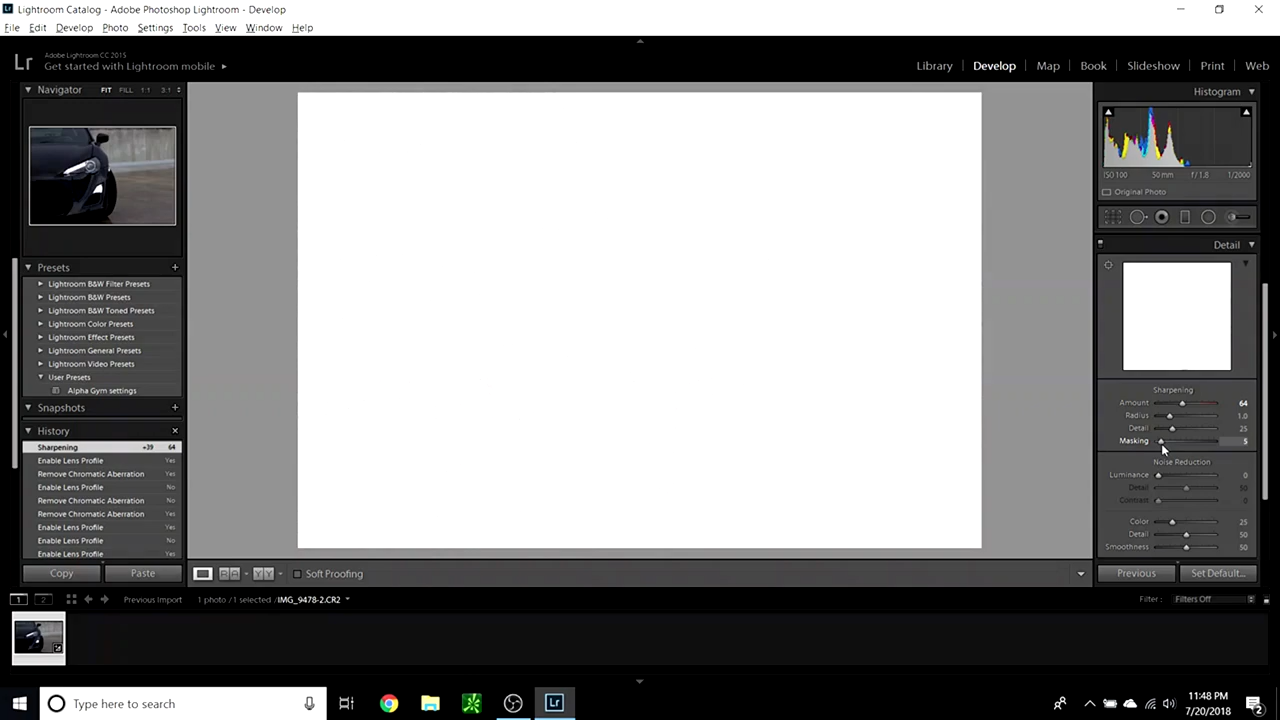 Lightroom Catalog - Adobe Photoshop Lightroom - Develop
File Edit Develop Photo Settings Tools View Window Help
Lr
Adobe Lightroom CC 2015
Get started with Lightroom mobile
Library Develop Map Book Slideshow Print Web
Navigator FIT FILL 1:1 3:1
Presets +
Lightroom B&W Filter Presets
Lightroom B&W Presets
Lightroom B&W Toned Presets
Lightroom Color Presets
Lightroom Effect Presets
Lightroom General Presets
Lightroom Video Presets
User Presets
Alpha Gym settings
Snapshots +
History ×
Sharpening +39 64
Enable Lens Profile Yes
Remove Chromatic Aberration Yes
Enable Lens Profile No
Remove Chromatic Aberration No
Remove Chromatic Aberration Yes
Enable Lens Profile Yes
Enable Lens Profile No
Enable Lens Profile Yes
Copy Paste
Soft Proofing
Histogram
ISO 100 50 mm f/1.8 1/2000
Original Photo
Detail
Sharpening
Amount 64
Radius 1.0
Detail 25
Masking 5
Noise Reduction
Luminance 0
Detail 50
Contrast 0
Color 25
Detail 50
Smoothness 50
Previous Set Default...
1 2 Previous Import 1 photo / 1 selected / IMG_9478-2.CR2 Filter : Filters Off
Type here to search
Lr
11:48 PM
7/20/2018
2